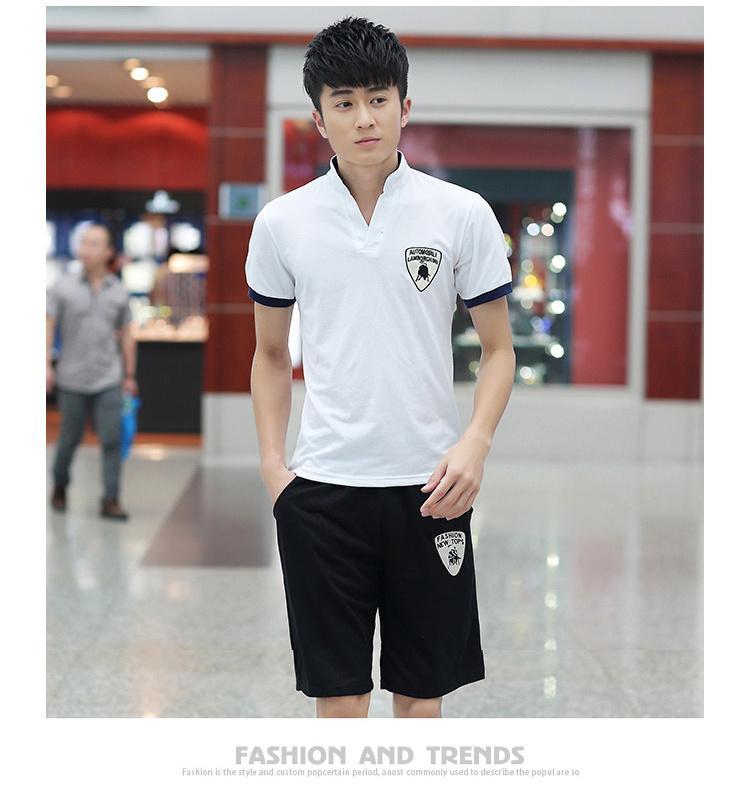 AUTOMOBILI
LAMBORGHINI
FASHION
NEW TOPS
FASHION AND TRENDS
Fashion is the style and custom popcertain period, anost commonly used to describe the popul are so